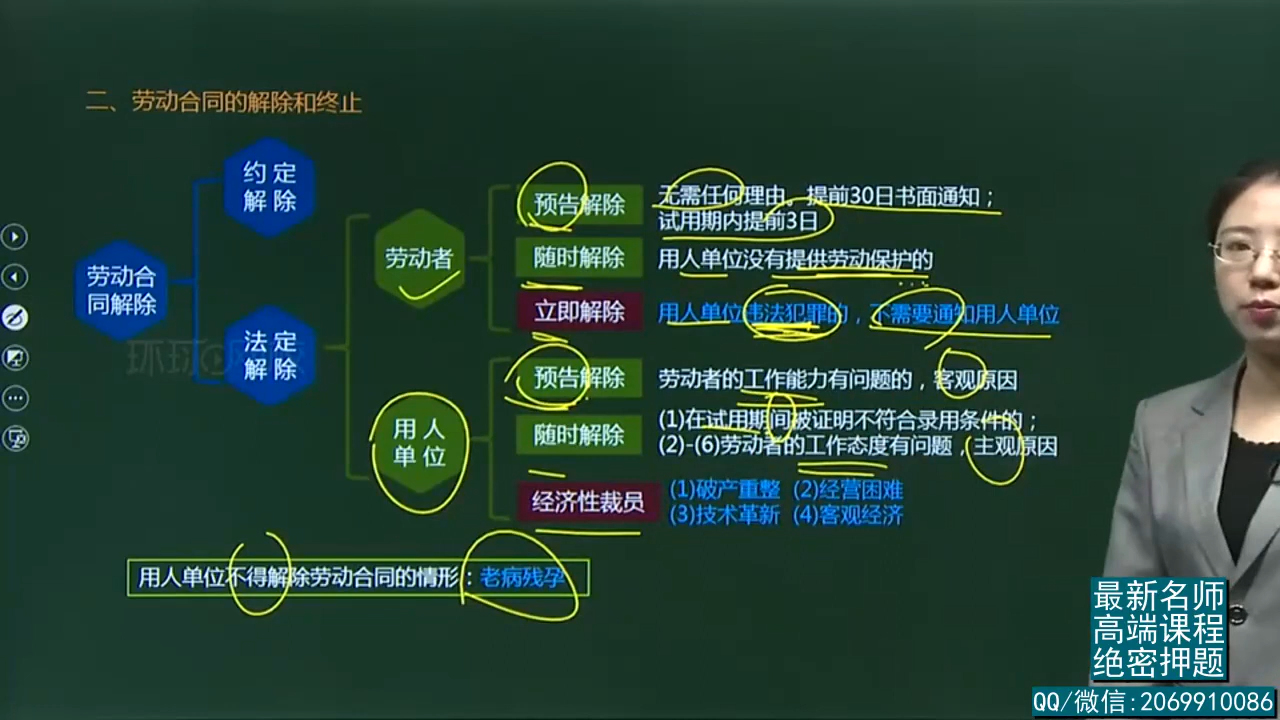 二、劳动合同的解除和终止
约定
解除
劳动合
同解除
法定
解除
劳动者
预告解除
无需任何理由。提前30日书面通知；
试用期内提前3日
随时解除
用人单位没有提供劳动保护的
立即解除
用人单位违法犯罪的，不需要通知用人单位
用人
单位
预告解除
劳动者的工作能力有问题的，客观原因
随时解除
(1)在试用期间被证明不符合录用条件的；
(2)-(6)劳动者的工作态度有问题，主观原因
经济性裁员
(1)破产重整 (2)经营困难
(3)技术革新 (4)客观经济
用人单位不得解除劳动合同的情形：老病残孕
环球
最新名师
高端课程
绝密押题
QQ/微信:2069910086